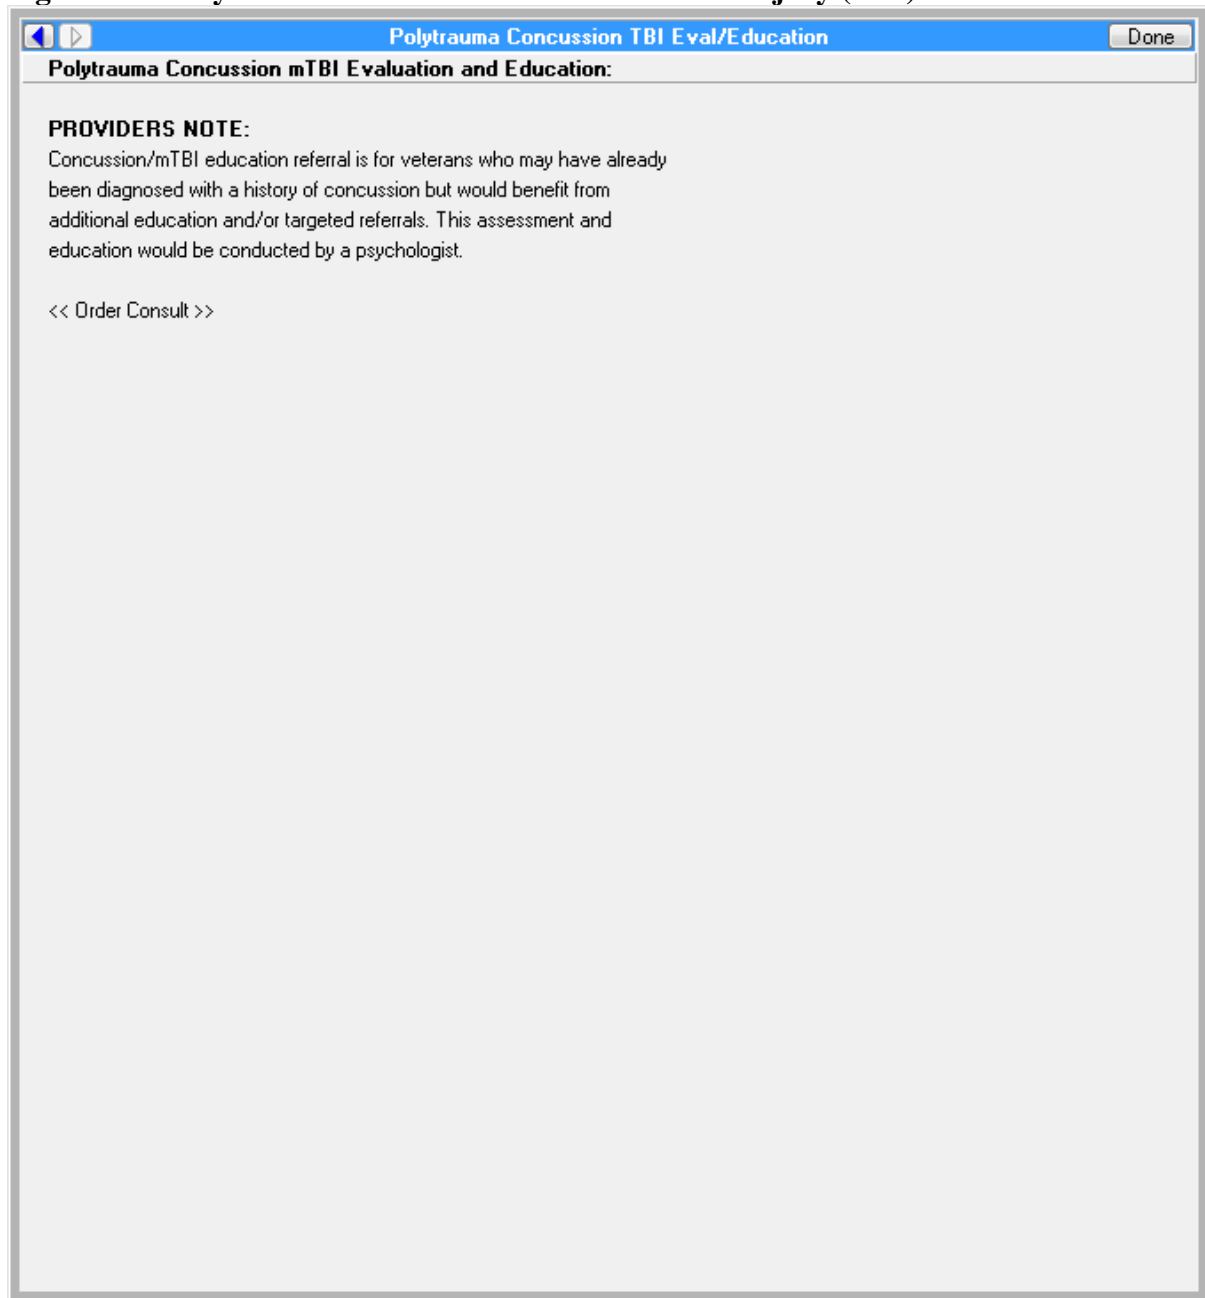 Polytrauma Concussion TBI Eval/Education Done
Polytrauma Concussion mTBI Evaluation and Education:
PROVIDERS NOTE:
Concussion/mTBI education referral is for veterans who may have already
been diagnosed with a history of concussion but would benefit from
additional education and/or targeted referrals. This assessment and
education would be conducted by a psychologist.
<< Order Consult >>